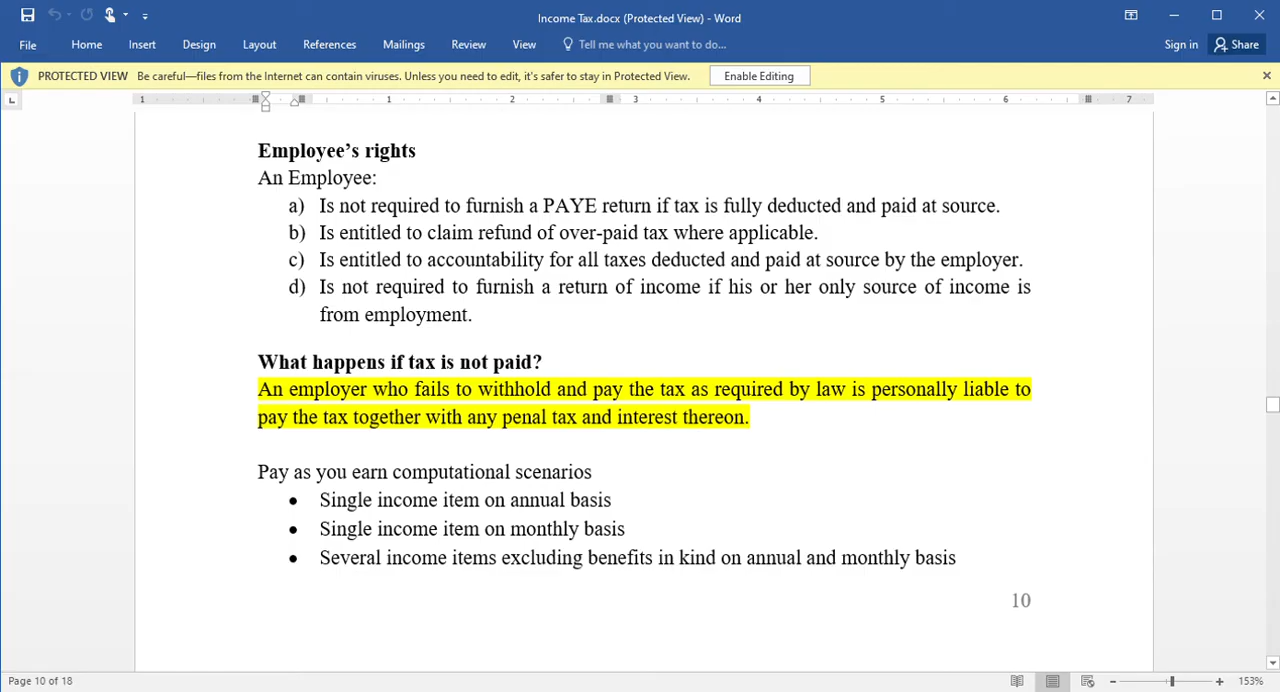 Income Tax.docx (Protected View) - Word
File Home Insert Design Layout References Mailings Review View Tell me what you want to do... Sign in Share
PROTECTED VIEW Be careful—files from the Internet can contain viruses. Unless you need to edit, it's safer to stay in Protected View. Enable Editing
1 1 2 3 4 5 6 7
Employee's rights
An Employee:
a) Is not required to furnish a PAYE return if tax is fully deducted and paid at source.
b) Is entitled to claim refund of over-paid tax where applicable.
c) Is entitled to accountability for all taxes deducted and paid at source by the employer.
d) Is not required to furnish a return of income if his or her only source of income is
from employment.
What happens if tax is not paid?
An employer who fails to withhold and pay the tax as required by law is personally liable to
pay the tax together with any penal tax and interest thereon.
Pay as you earn computational scenarios
• Single income item on annual basis
• Single income item on monthly basis
• Several income items excluding benefits in kind on annual and monthly basis
10
Page 10 of 18 153%